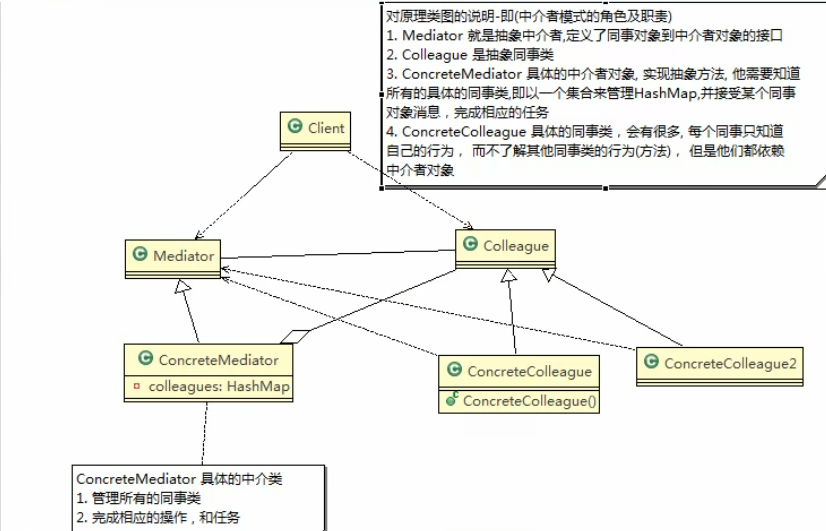 对原理类图的说明-即(中介者模式的角色及职责)
1. Mediator 就是抽象中介者,定义了同事对象到中介者对象的接口
2. Colleague 是抽象同事类
3. ConcreteMediator 具体的中介者对象, 实现抽象方法, 他需要知道
所有的具体的同事类,即以一个集合来管理HashMap,并接受某个同事
对象消息，完成相应的任务
4. ConcreteColleague 具体的同事类，会有很多, 每个同事只知道
自己的行为， 而不了解其他同事类的行为(方法)， 但是他们都依赖
中介者对象
Client
Mediator
Colleague
ConcreteMediator
colleagues: HashMap
ConcreteColleague
ConcreteColleague()
ConcreteColleague2
ConcreteMediator 具体的中介类
1. 管理所有的同事类
2. 完成相应的操作，和任务